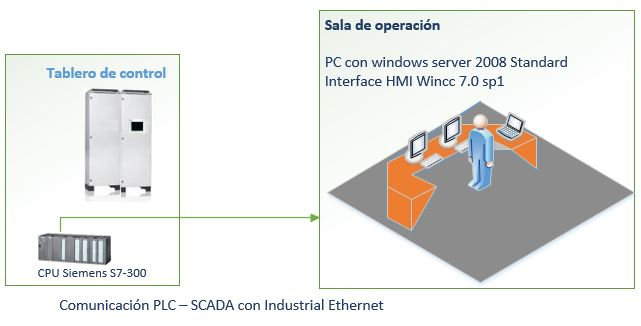 Sala de operación
PC con windows server 2008 Standard
Interface HMI Wincc 7.0 sp1
Tablero de control
CPU Siemens S7-300
Comunicación PLC – SCADA con Industrial Ethernet